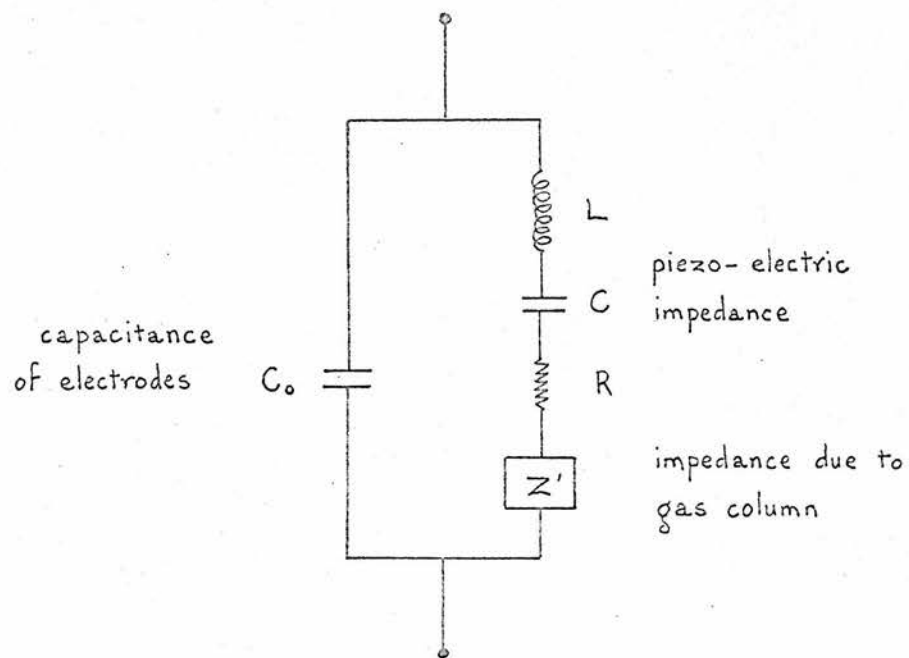 L
piezo-electric
C
impedance
capacitance
of electrodes
C₀
R
impedance due to
Z'
gas column